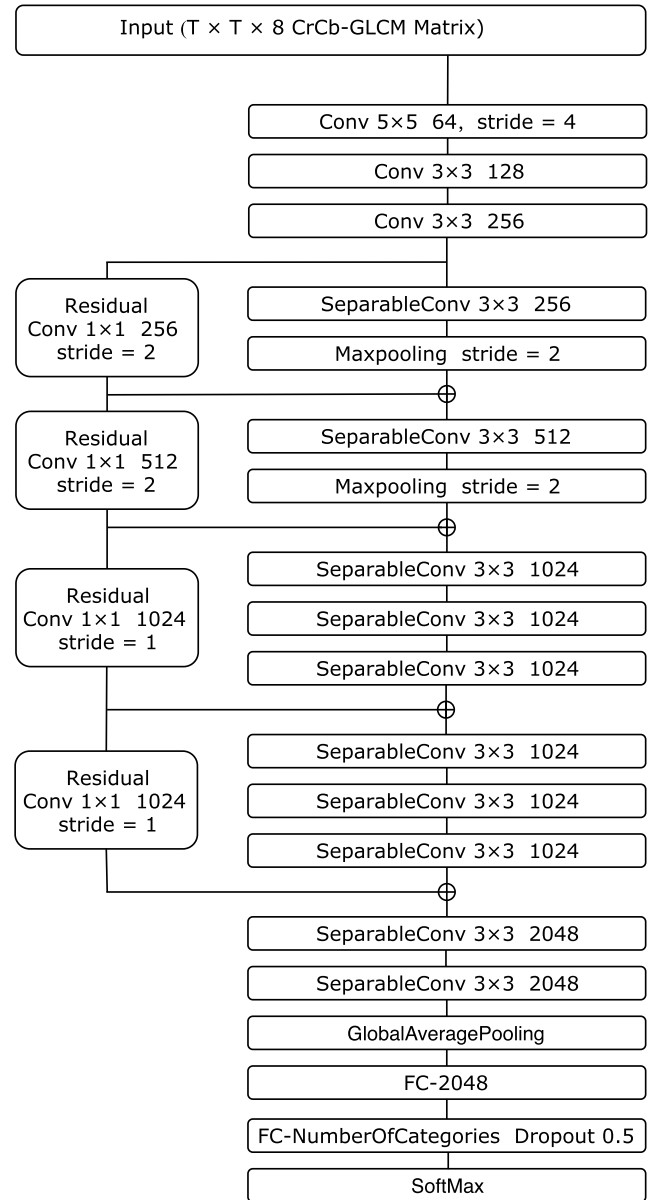 Input (T × T × 8 CrCb-GLCM Matrix)
Conv 5×5 64, stride = 4
Conv 3×3 128
Conv 3×3 256
Residual
Conv 1×1 256
stride = 2
SeparableConv 3×3 256
Maxpooling stride = 2
Residual
Conv 1×1 512
stride = 2
SeparableConv 3×3 512
Maxpooling stride = 2
Residual
Conv 1×1 1024
stride = 1
SeparableConv 3×3 1024
SeparableConv 3×3 1024
SeparableConv 3×3 1024
Residual
Conv 1×1 1024
stride = 1
SeparableConv 3×3 1024
SeparableConv 3×3 1024
SeparableConv 3×3 1024
SeparableConv 3×3 2048
SeparableConv 3×3 2048
GlobalAveragePooling
FC-2048
FC-NumberOfCategories Dropout 0.5
SoftMax